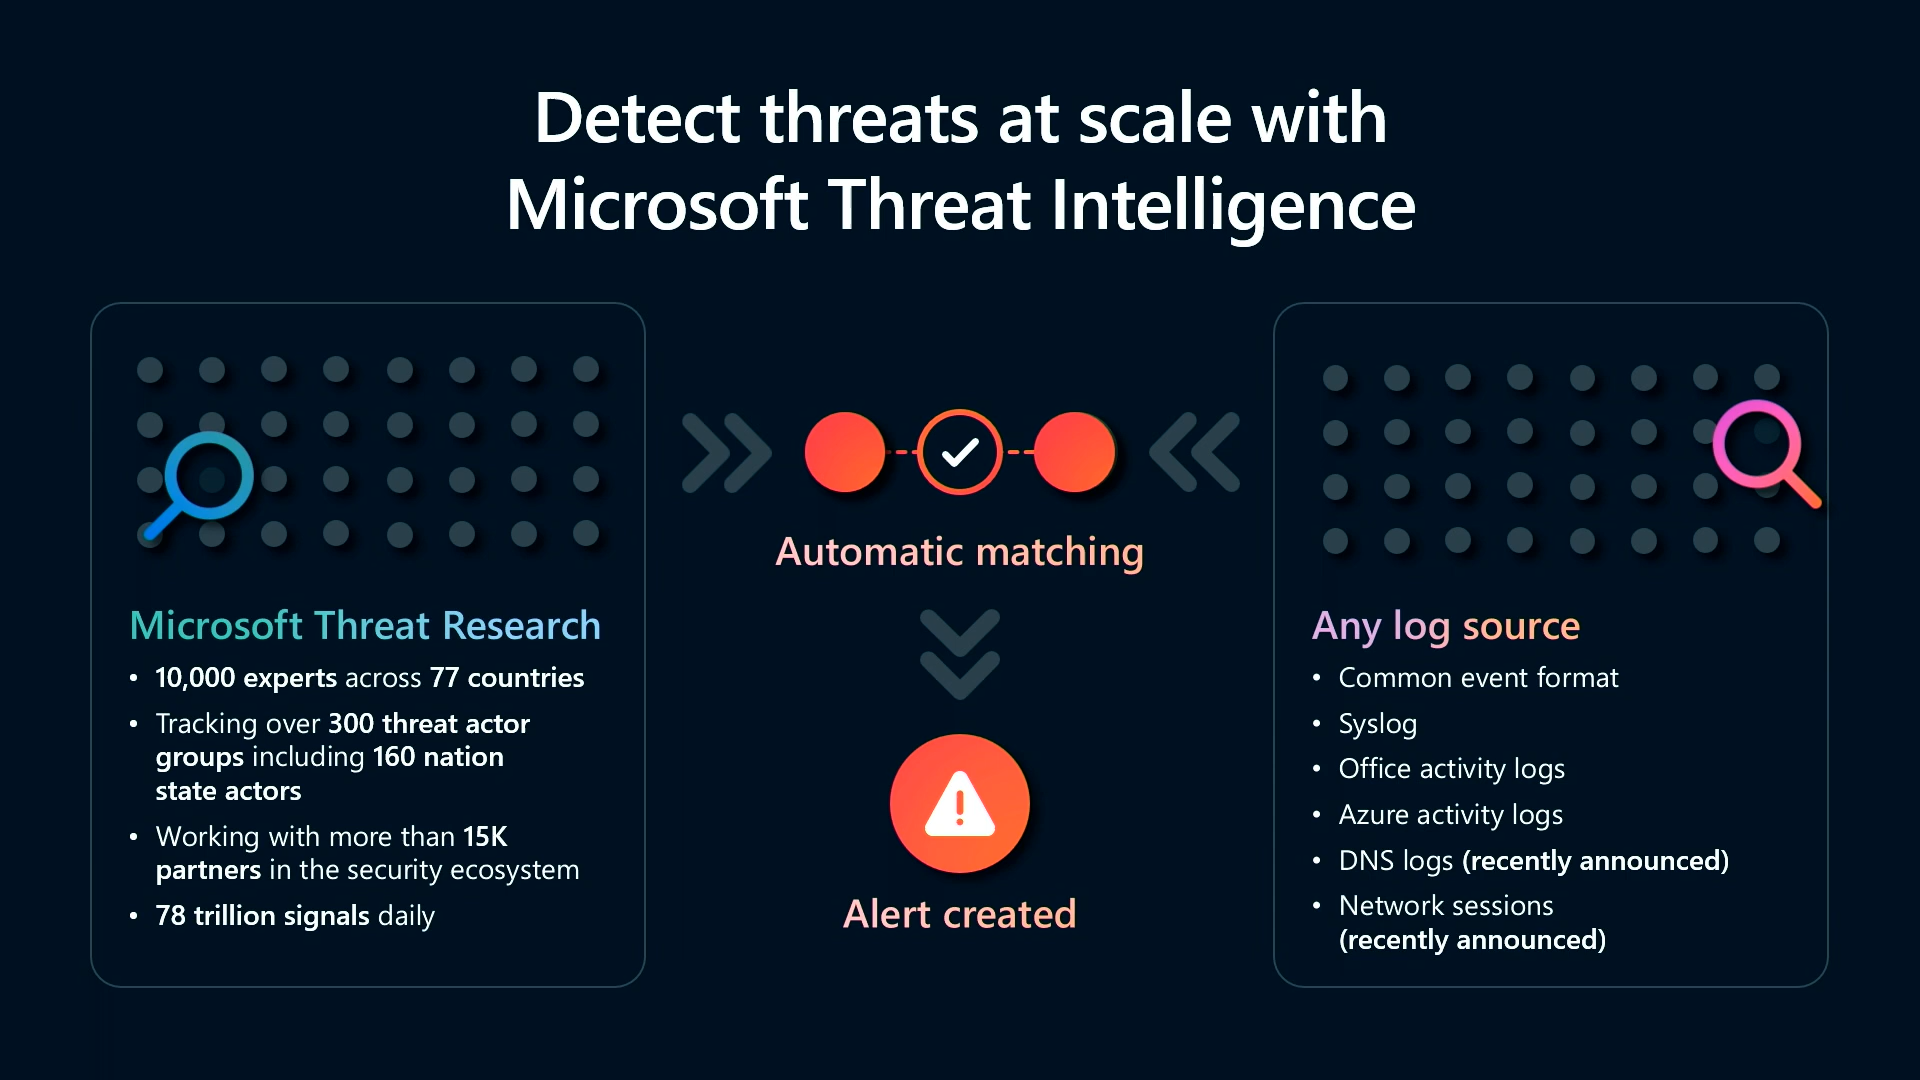 Detect threats at scale with
Microsoft Threat Intelligence
Microsoft Threat Research
• 10,000 experts across 77 countries
• Tracking over 300 threat actor
groups including 160 nation
state actors
• Working with more than 15K
partners in the security ecosystem
• 78 trillion signals daily
Automatic matching
Alert created
Any log source
• Common event format
• Syslog
• Office activity logs
• Azure activity logs
• DNS logs (recently announced)
• Network sessions
(recently announced)